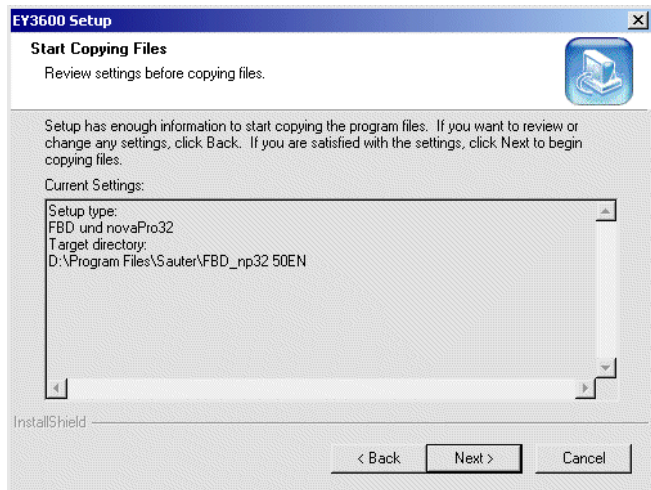 EY3600 Setup
Start Copying Files
Review settings before copying files.
Setup has enough information to start copying the program files. If you want to review or
change any settings, click Back. If you are satisfied with the settings, click Next to begin
copying files.
Current Settings:
Setup type:
FBD und novaPro32
Target directory:
D:\Program Files\Sauter\FBD_np32 50EN
InstallShield
< Back Next > Cancel